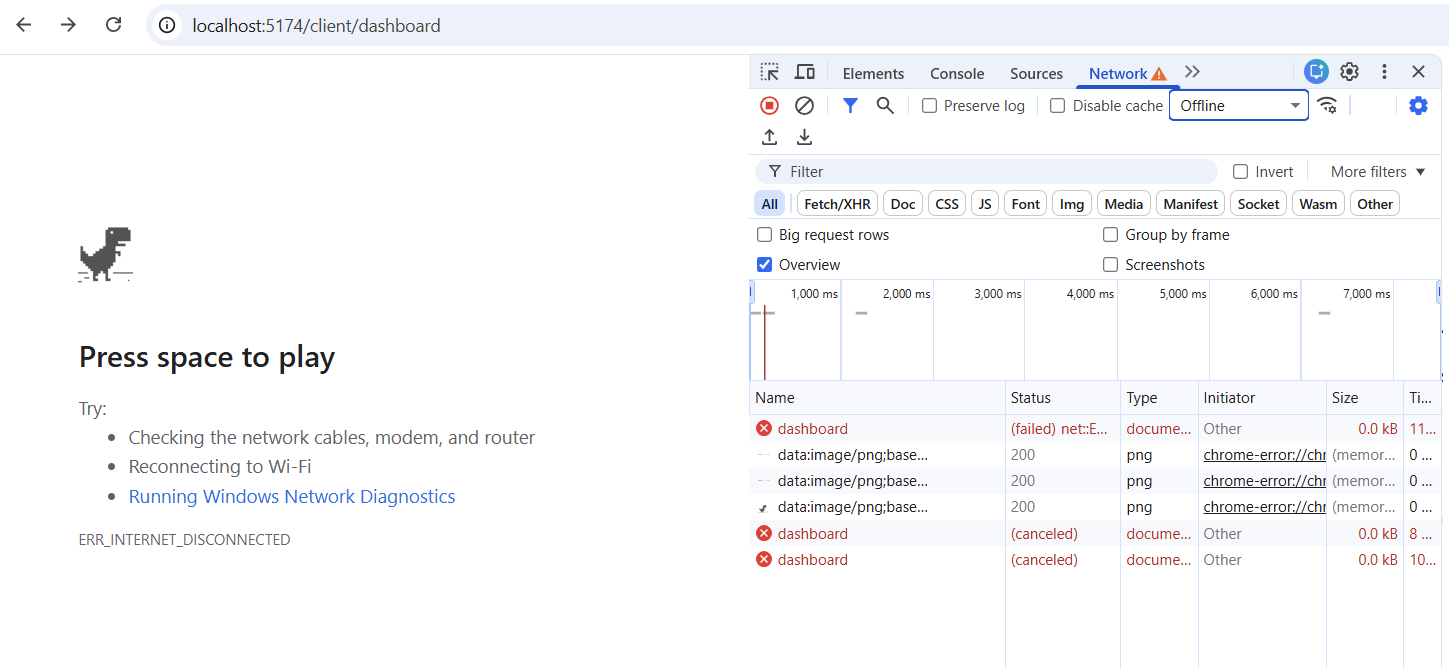 localhost:5174/client/dashboard
Elements Console Sources Network
Preserve log Disable cache Offline
Filter Invert More filters
All Fetch/XHR Doc CSS JS Font Img Media Manifest Socket Wasm Other
Big request rows Group by frame
Overview Screenshots
1,000 ms 2,000 ms 3,000 ms 4,000 ms 5,000 ms 6,000 ms 7,000 ms
Name Status Type Initiator Size Ti...
dashboard (failed) net::E... docume... Other 0.0 kB 11...
data:image/png;base... 200 png chrome-error://chr (memor... 0 ...
data:image/png;base... 200 png chrome-error://chr (memor... 0 ...
data:image/png;base... 200 png chrome-error://chr (memor... 0 ...
dashboard (canceled) docume... Other 0.0 kB 8 ...
dashboard (canceled) docume... Other 0.0 kB 10...
Press space to play
Try:
Checking the network cables, modem, and router
Reconnecting to Wi-Fi
Running Windows Network Diagnostics
ERR_INTERNET_DISCONNECTED